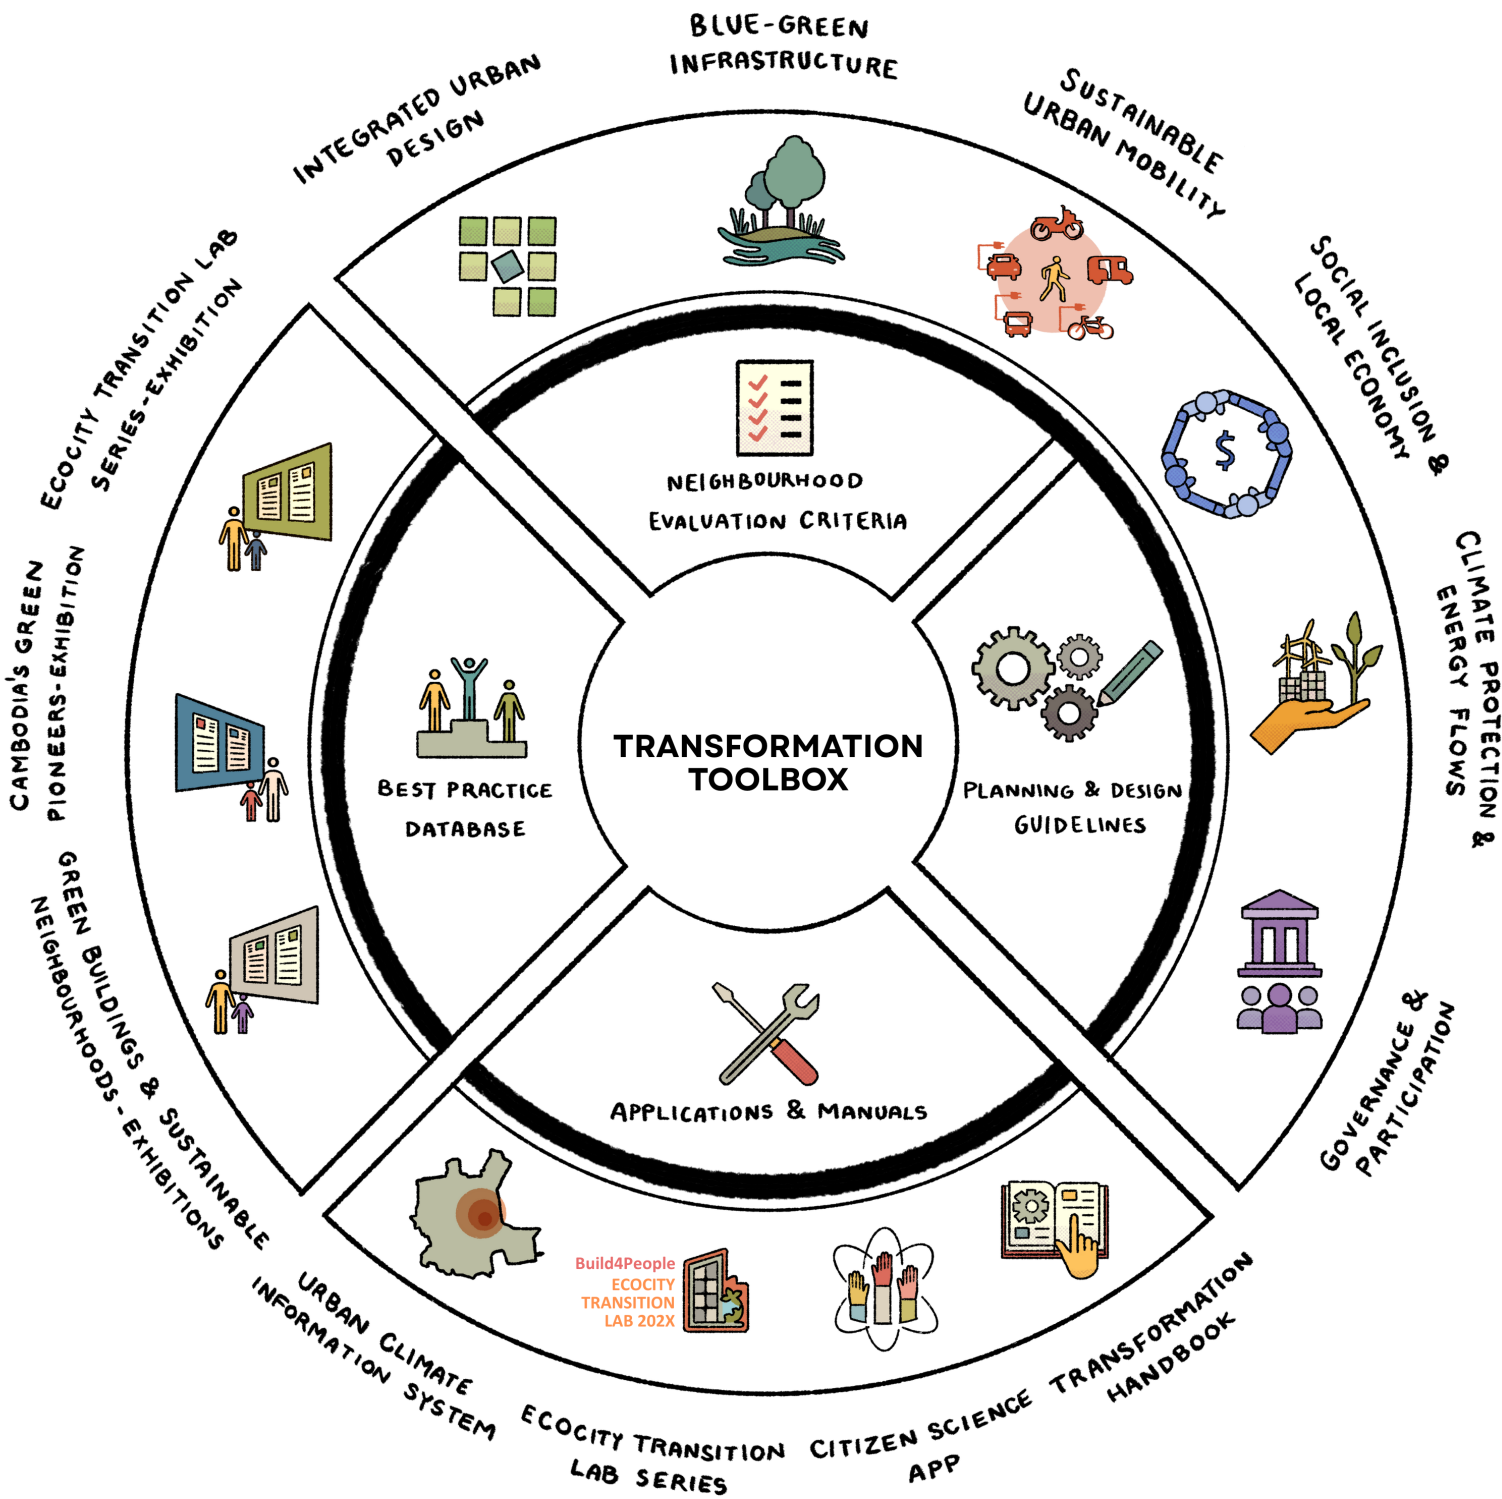 BLUE-GREEN
INFRASTRUCTURE
SUSTAINABLE
URBAN MOBILITY
SOCIAL INCLUSION &
LOCAL ECONOMY
CLIMATE PROTECTION &
ENERGY FLOWS
GOVERNANCE &
PARTICIPATION
TRANSFORMATION
HANDBOOK
CITIZEN SCIENCE
APP
ECOCITY TRANSITION
LAB SERIES
URBAN CLIMATE
INFORMATION SYSTEM
GREEN BUILDINGS & SUSTAINABLE
NEIGHBOURHOODS-EXHIBITIONS
CAMBODIA'S GREEN
PIONEERS-EXHIBITION
ECOCITY TRANSITION LAB
SERIES-EXHIBITION
INTEGRATED URBAN
DESIGN
NEIGHBOURHOOD
EVALUATION CRITERIA
PLANNING & DESIGN
GUIDELINES
APPLICATIONS & MANUALS
BEST PRACTICE
DATABASE
TRANSFORMATION
TOOLBOX
$
Build4People
ECOCITY
TRANSITION
LAB 202X